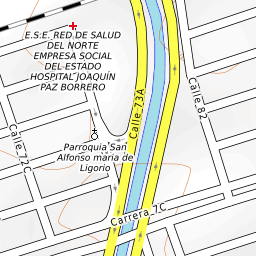 E.S.E. RED DE SALUD
DEL NORTE
EMPRESA SOCIAL
DEL ESTADO
HOSPITAL JOAQUÍN
PAZ BORRERO
Calle 73A
Calle 82
Calle 72C
Parroquia San
Alfonso maria de
Ligorio
Carrera 7C